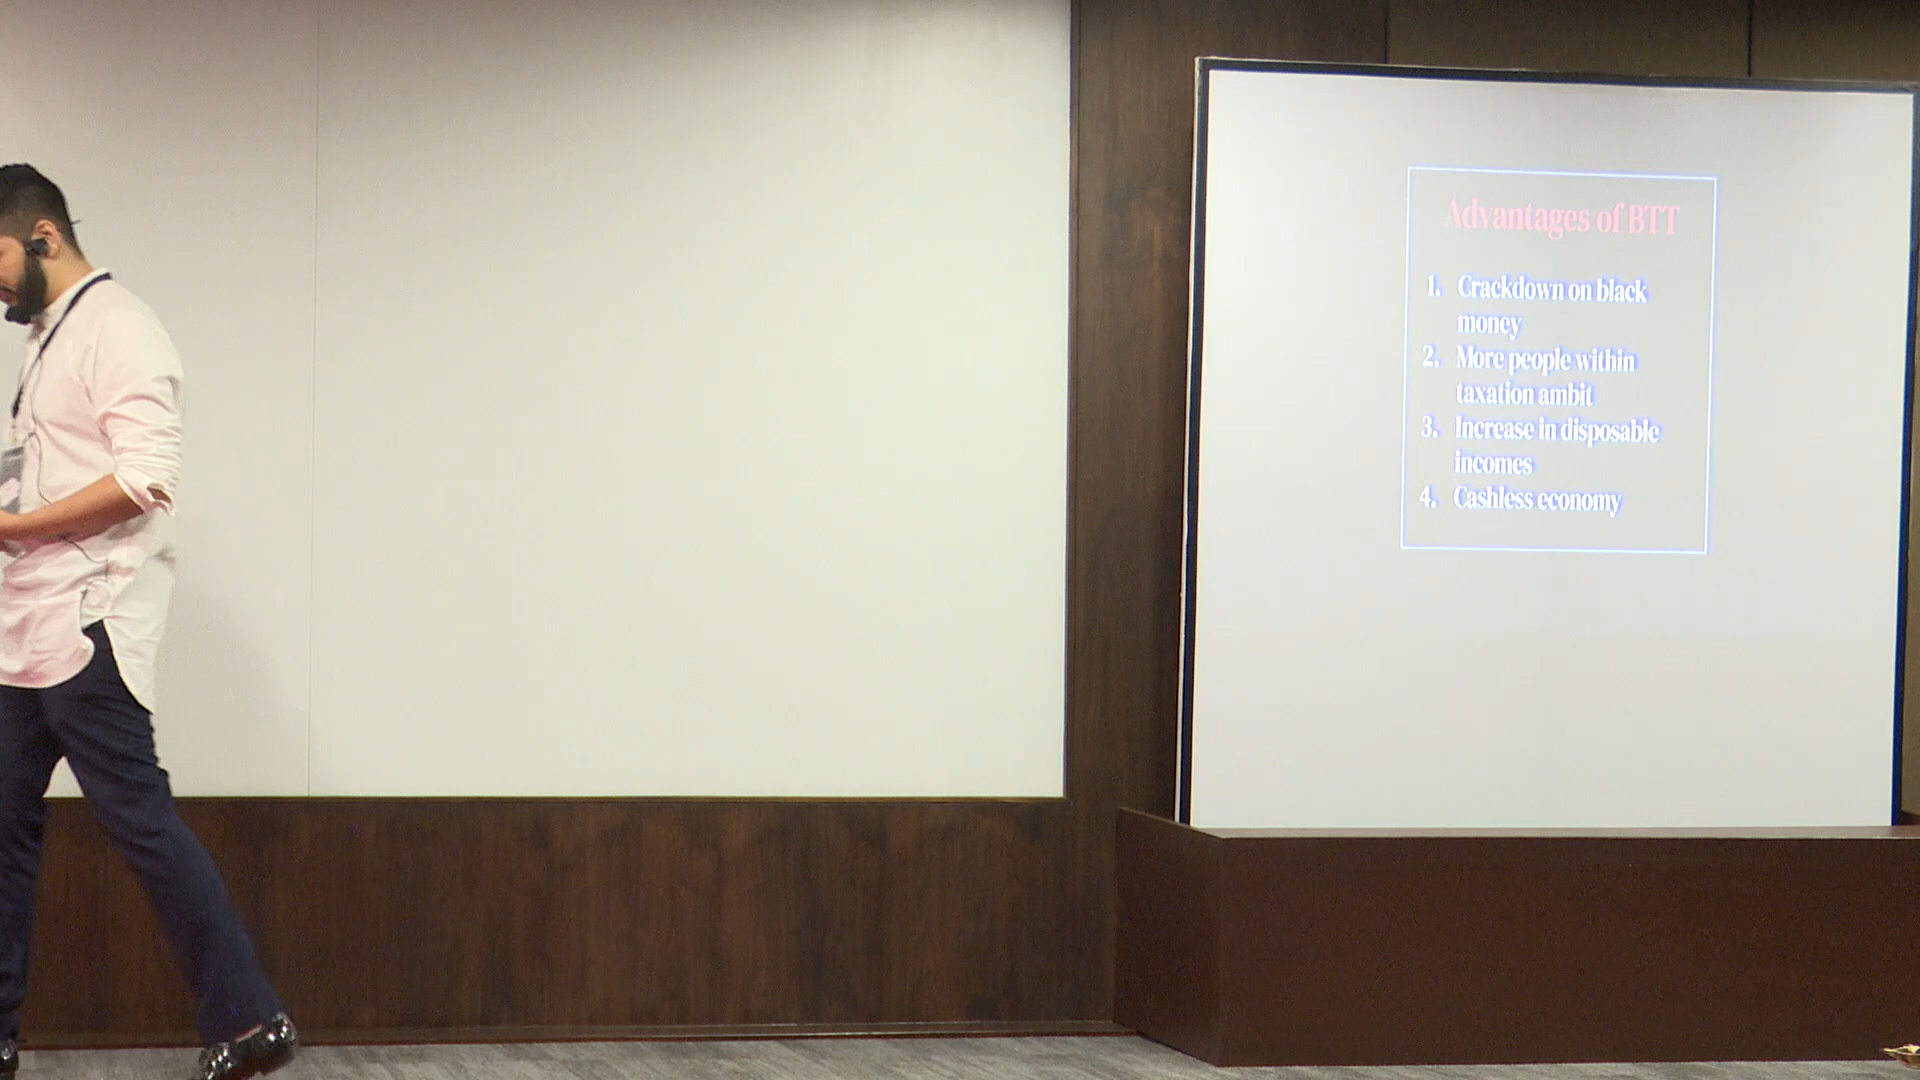 Advantages of BTT
1. Crackdown on black
money
2. More people within
taxation ambit
3. Increase in disposable
incomes
4. Cashless economy